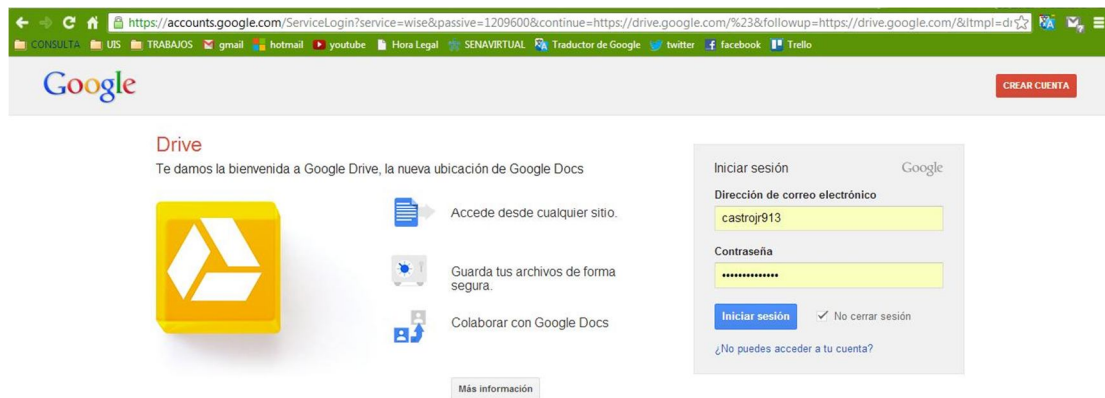 https://accounts.google.com/ServiceLogin?service=wise&passive=1209600&continue=https://drive.google.com/%23&followup=https://drive.google.com/&ltmpl=dr
CONSULTA UIS TRABAJOS gmail hotmail youtube Hora Legal SENAVIRTUAL Traductor de Google twitter facebook Trello
Google
CREAR CUENTA
Drive
Te damos la bienvenida a Google Drive, la nueva ubicación de Google Docs
Accede desde cualquier sitio.
Guarda tus archivos de forma
segura.
Colaborar con Google Docs
Más información
Iniciar sesión Google
Dirección de correo electrónico
castrojr913
Contraseña
••••••••••••••
Iniciar sesión No cerrar sesión
¿No puedes acceder a tu cuenta?